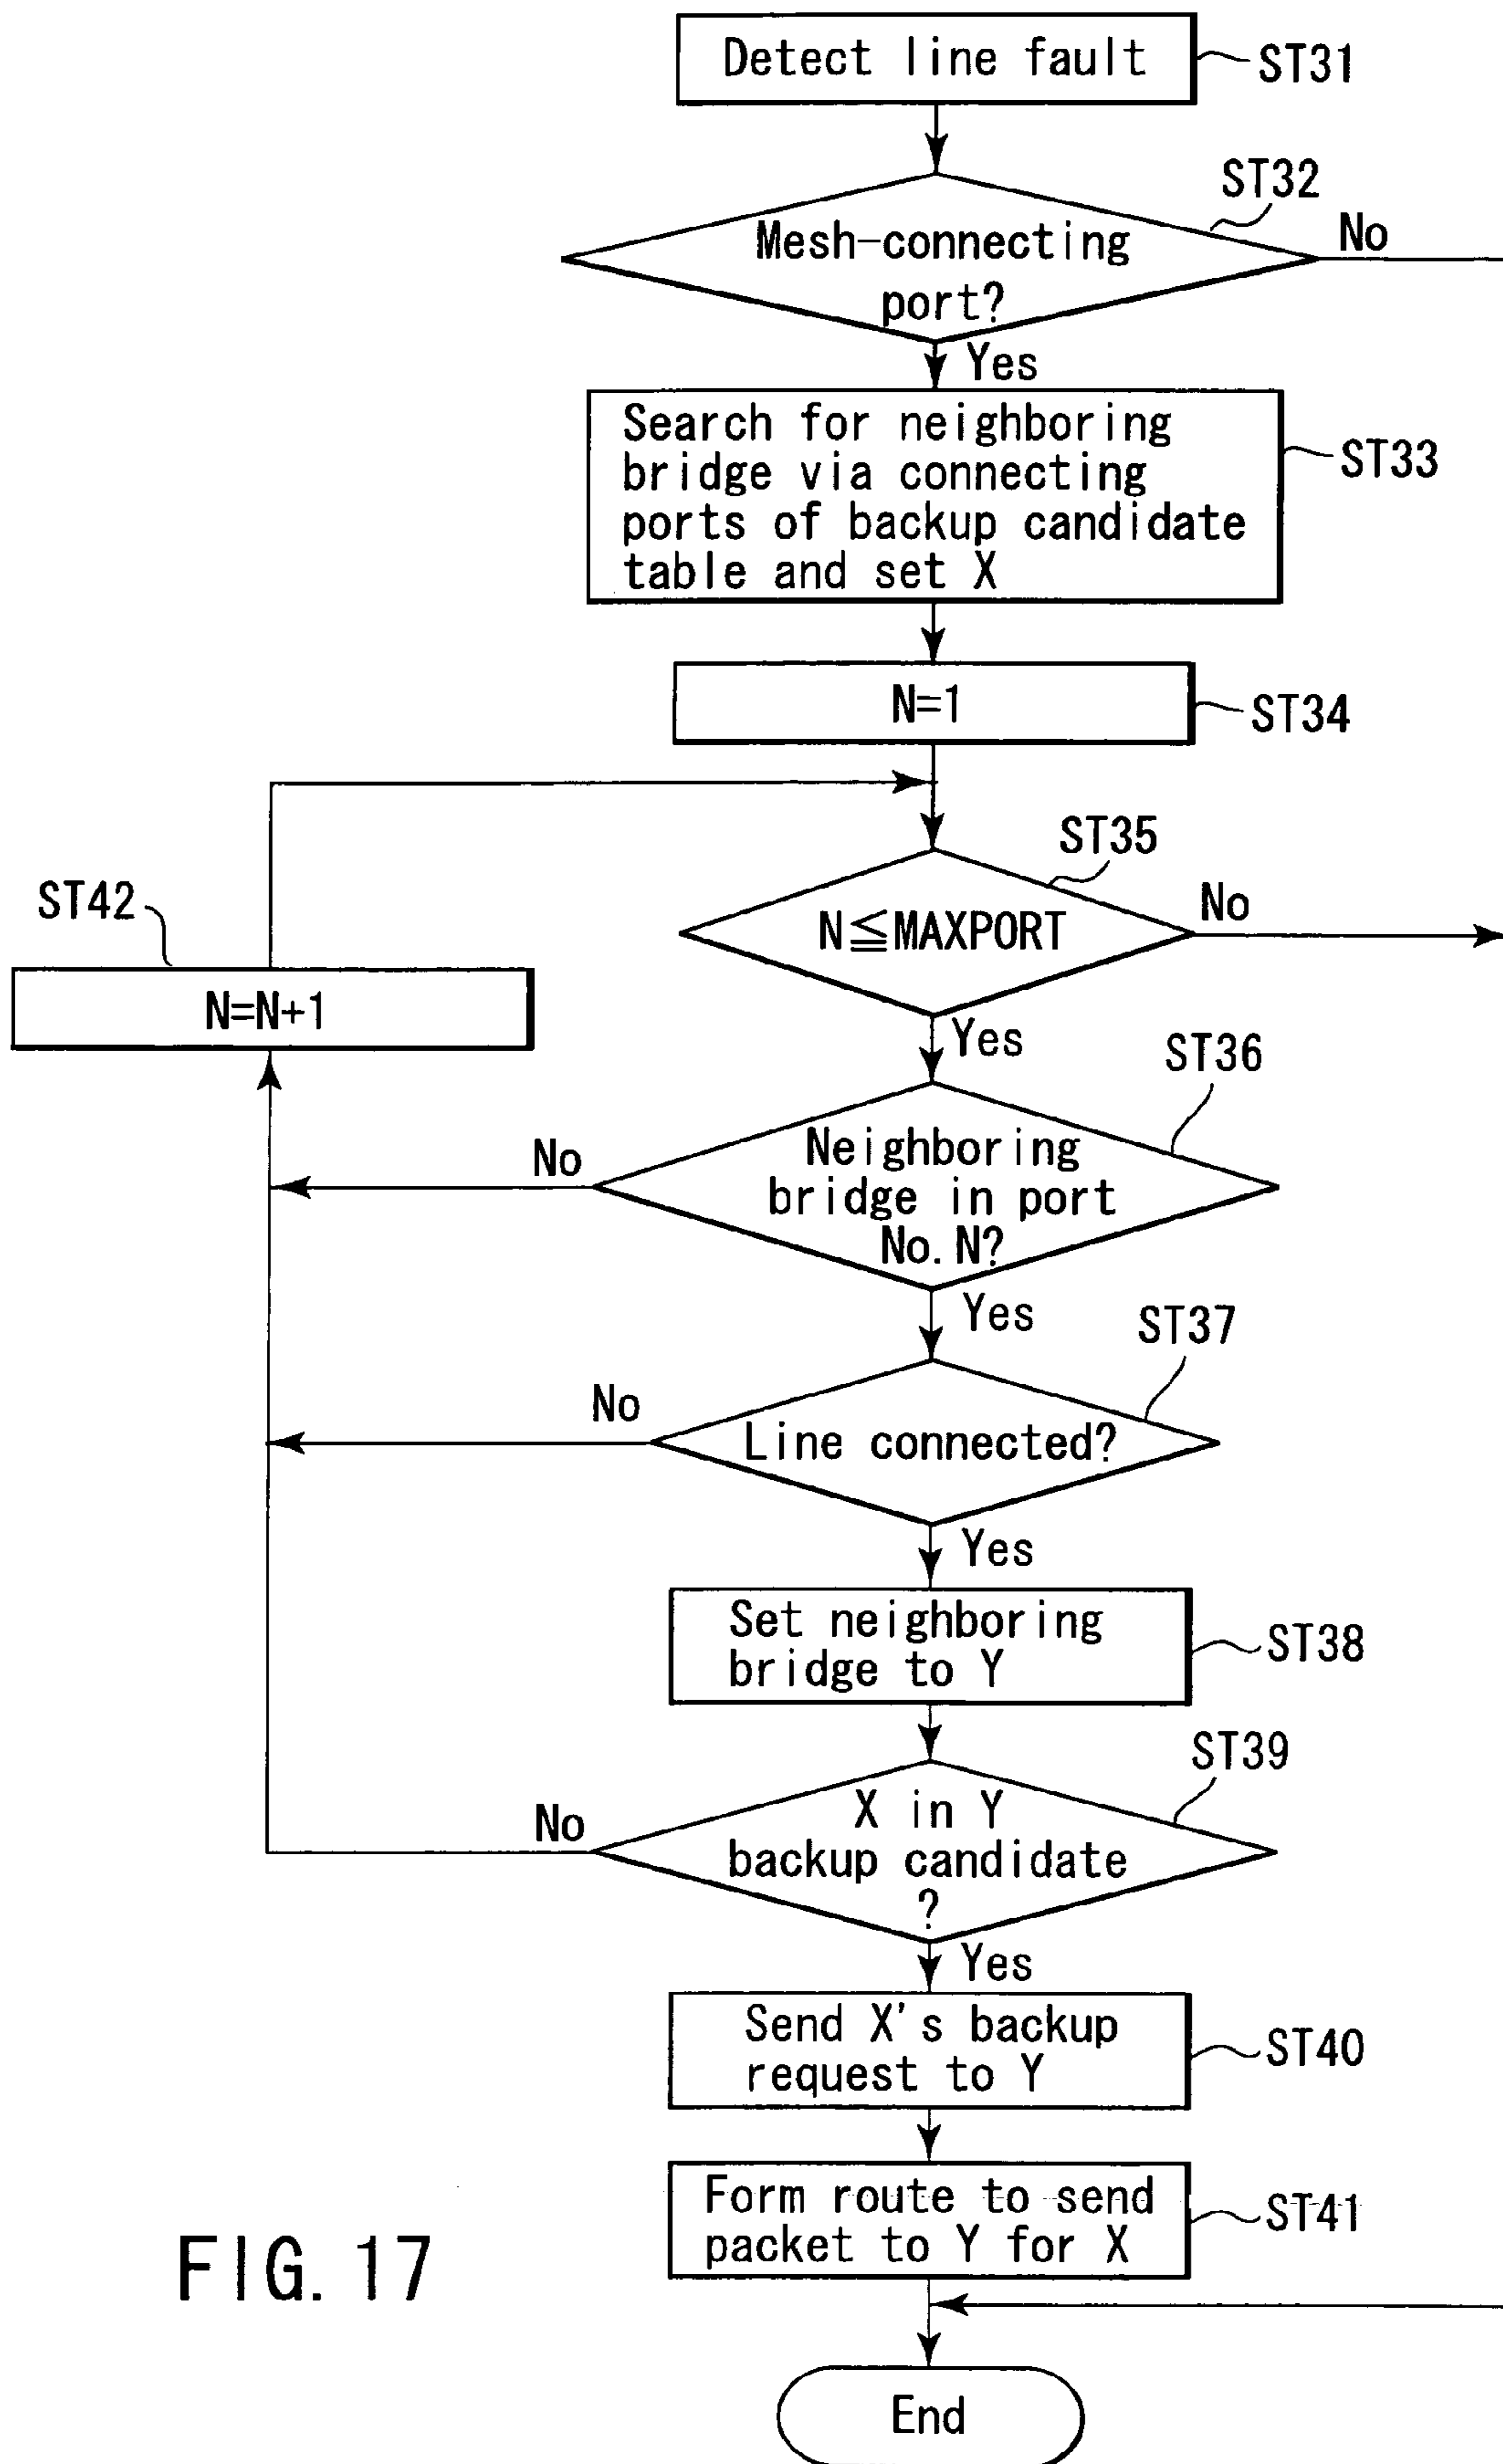 Detect line fault
ST31
ST32
Mesh-connecting
port?
No
Yes
Search for neighboring
bridge via connecting
ports of backup candidate
table and set X
ST33
N=1
ST34
ST35
N≦MAXPORT
No
ST42
N=N+1
Yes
ST36
Neighboring
bridge in port
No. N?
No
Yes
ST37
Line connected?
No
Yes
Set neighboring
bridge to Y
ST38
ST39
X in Y
backup candidate
?
No
Yes
Send X's backup
request to Y
ST40
Form route to send
packet to Y for X
ST41
FIG. 17
End